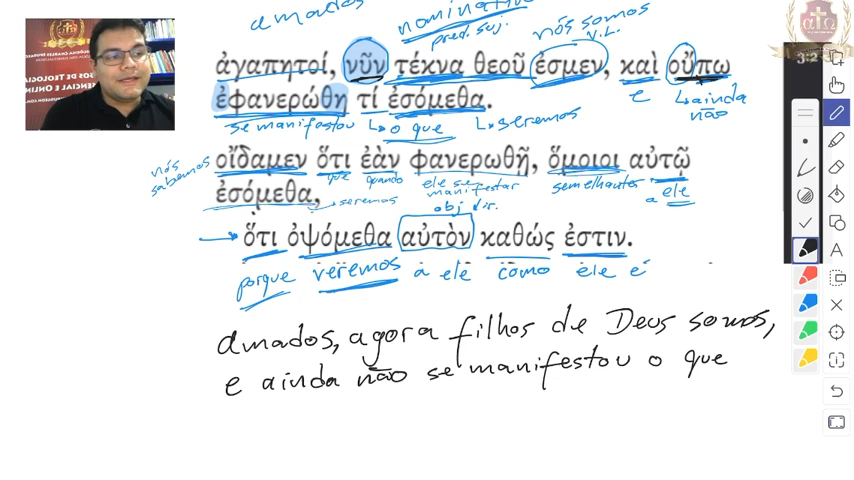 amados
nominativo
pred. suj.
nós somos
V.L.
ἀγαπητοί, νῦν τέκνα θεοῦ ἐσμεν, καὶ οὔπω
e
ainda
não
ἐφανερώθη τί ἐσόμεθα.
se manifestou o que seremos
nós
sabemos
οἴδαμεν ὅτι ἐὰν φανερωθῇ, ὅμοιοι αὐτῷ
que quando ele se manifestar semelhantes a ele
obj dir.
ἐσόμεθα,
seremos
ὅτι ὀψόμεθα αὐτὸν καθώς ἐστιν.
porque veremos a ele como ele é
amados, agora filhos de Deus somos,
e ainda não se manifestou o que
3:2
A